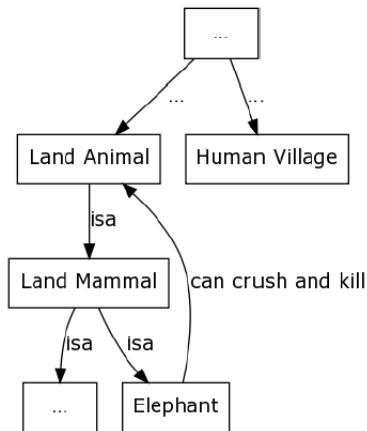 ...
... ...
Land Animal Human Village
isa
can crush and kill
Land Mammal
isa isa
... Elephant